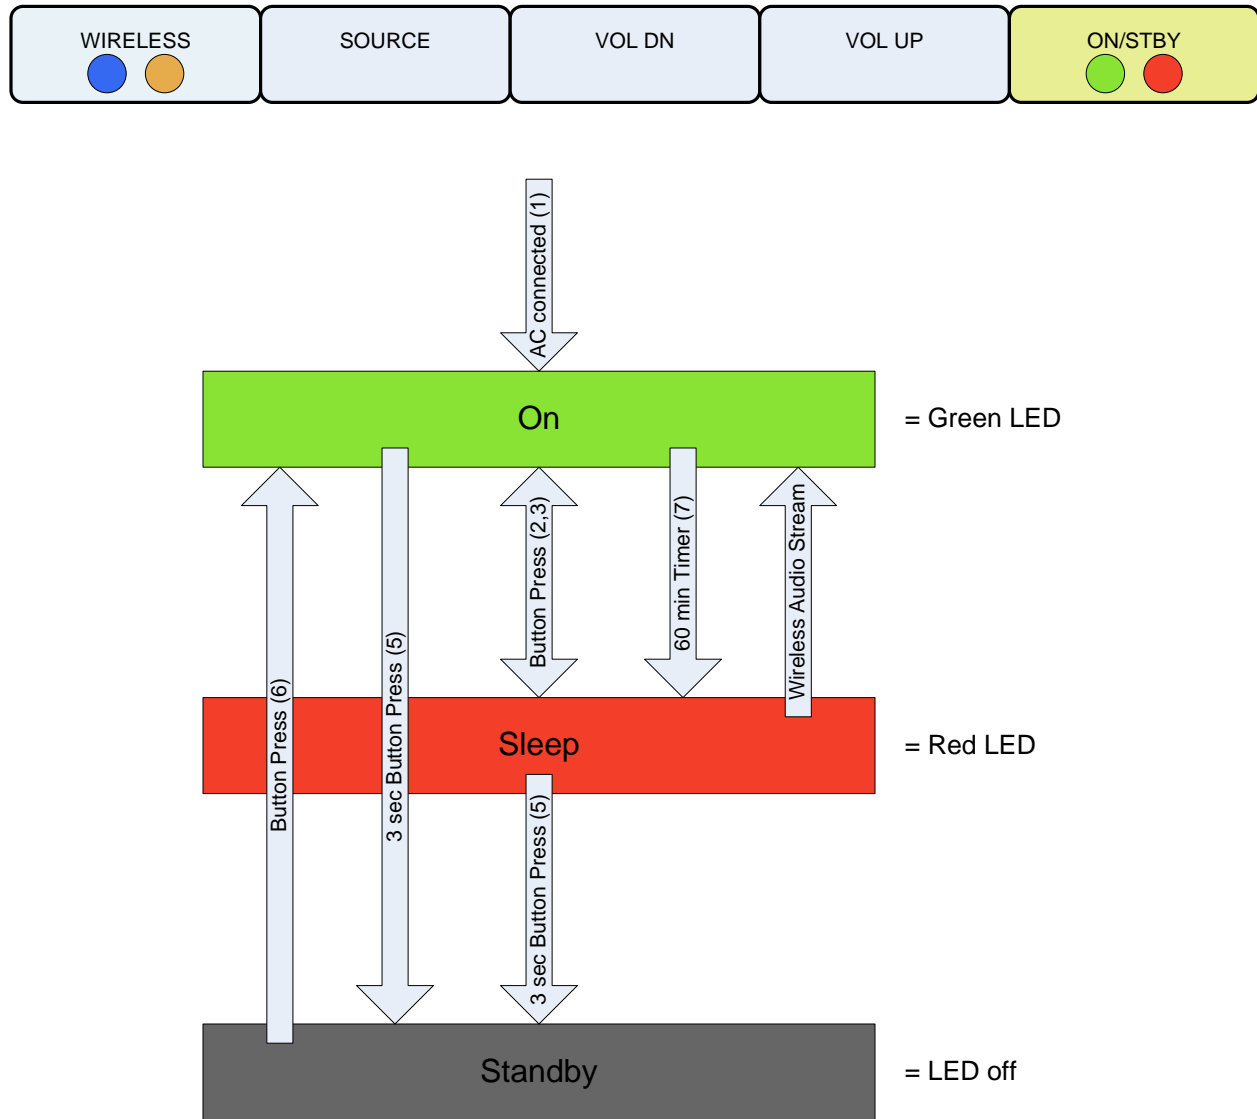 WIRELESS
SOURCE
VOL DN
VOL UP
ON/STBY
AC connected (1)
On
= Green LED
Button Press (6)
3 sec Button Press (5)
Button Press (2,3)
60 min Timer (7)
Wireless Audio Stream
Sleep
= Red LED
3 sec Button Press (5)
Standby
= LED off